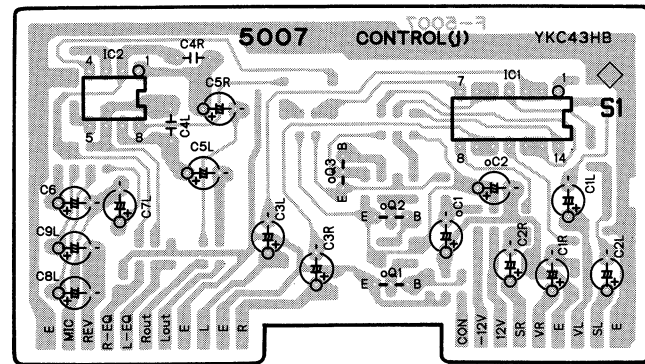 F-5007
5007 CONTROL(J) YKC43HB
4 IC2 1 C4R
C5R
7 IC1 1
S1
5 8 C4L
8 14
C5L
oQ3 B E
oC2
C6
C7L
C1L
C3L
E oQ2 B
oC1
C9L
C3R
C2R
C1R
C2L
C8L
E oQ1 B
E MIC REV R-EQ L-EQ Rout Lout E L E R
CON -12V 12V SR VR E VL SL E